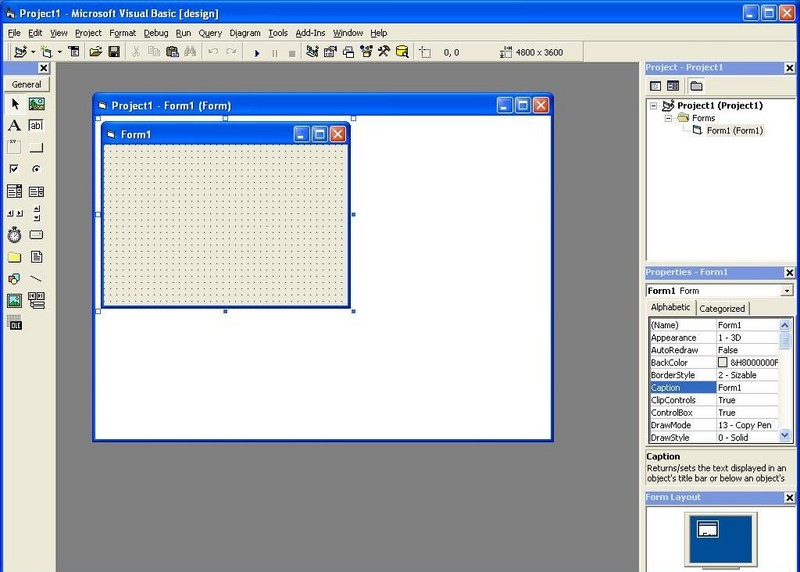 Project1 - Microsoft Visual Basic [design]
File Edit View Project Format Debug Run Query Diagram Tools Add-Ins Window Help
0, 0
4800 x 3600
General
A
ab
XY
OLE
Project1 - Form1 (Form)
Form1
Project - Project1
Project1 (Project1)
Forms
Form1 (Form1)
Properties - Form1
Form1 Form
Alphabetic Categorized
(Name) Form1
Appearance 1 - 3D
AutoRedraw False
BackColor &H8000000F
BorderStyle 2 - Sizable
Caption Form1
ClipControls True
ControlBox True
DrawMode 13 - Copy Pen
DrawStyle 0 - Solid
Caption
Returns/sets the text displayed in an
object's title bar or below an object's
Form Layout